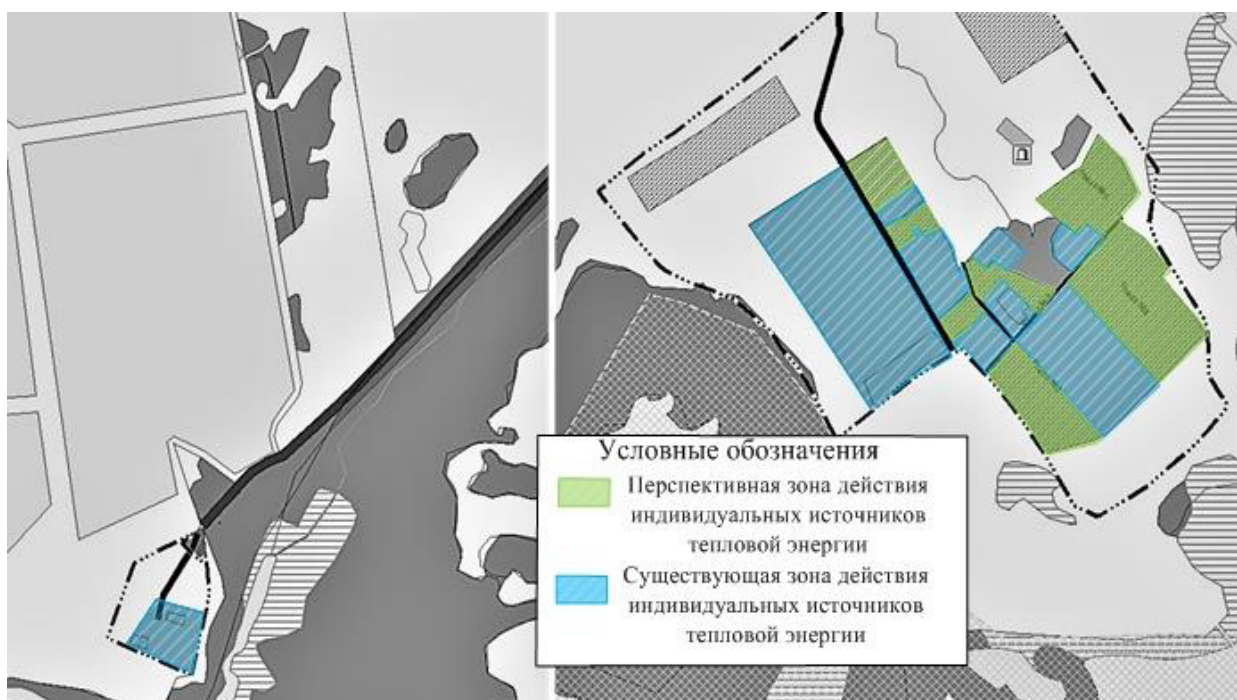 Условные обозначения
Перспективная зона действия
индивидуальных источников
тепловой энергии
Существующая зона действия
индивидуальных источников
тепловой энергии